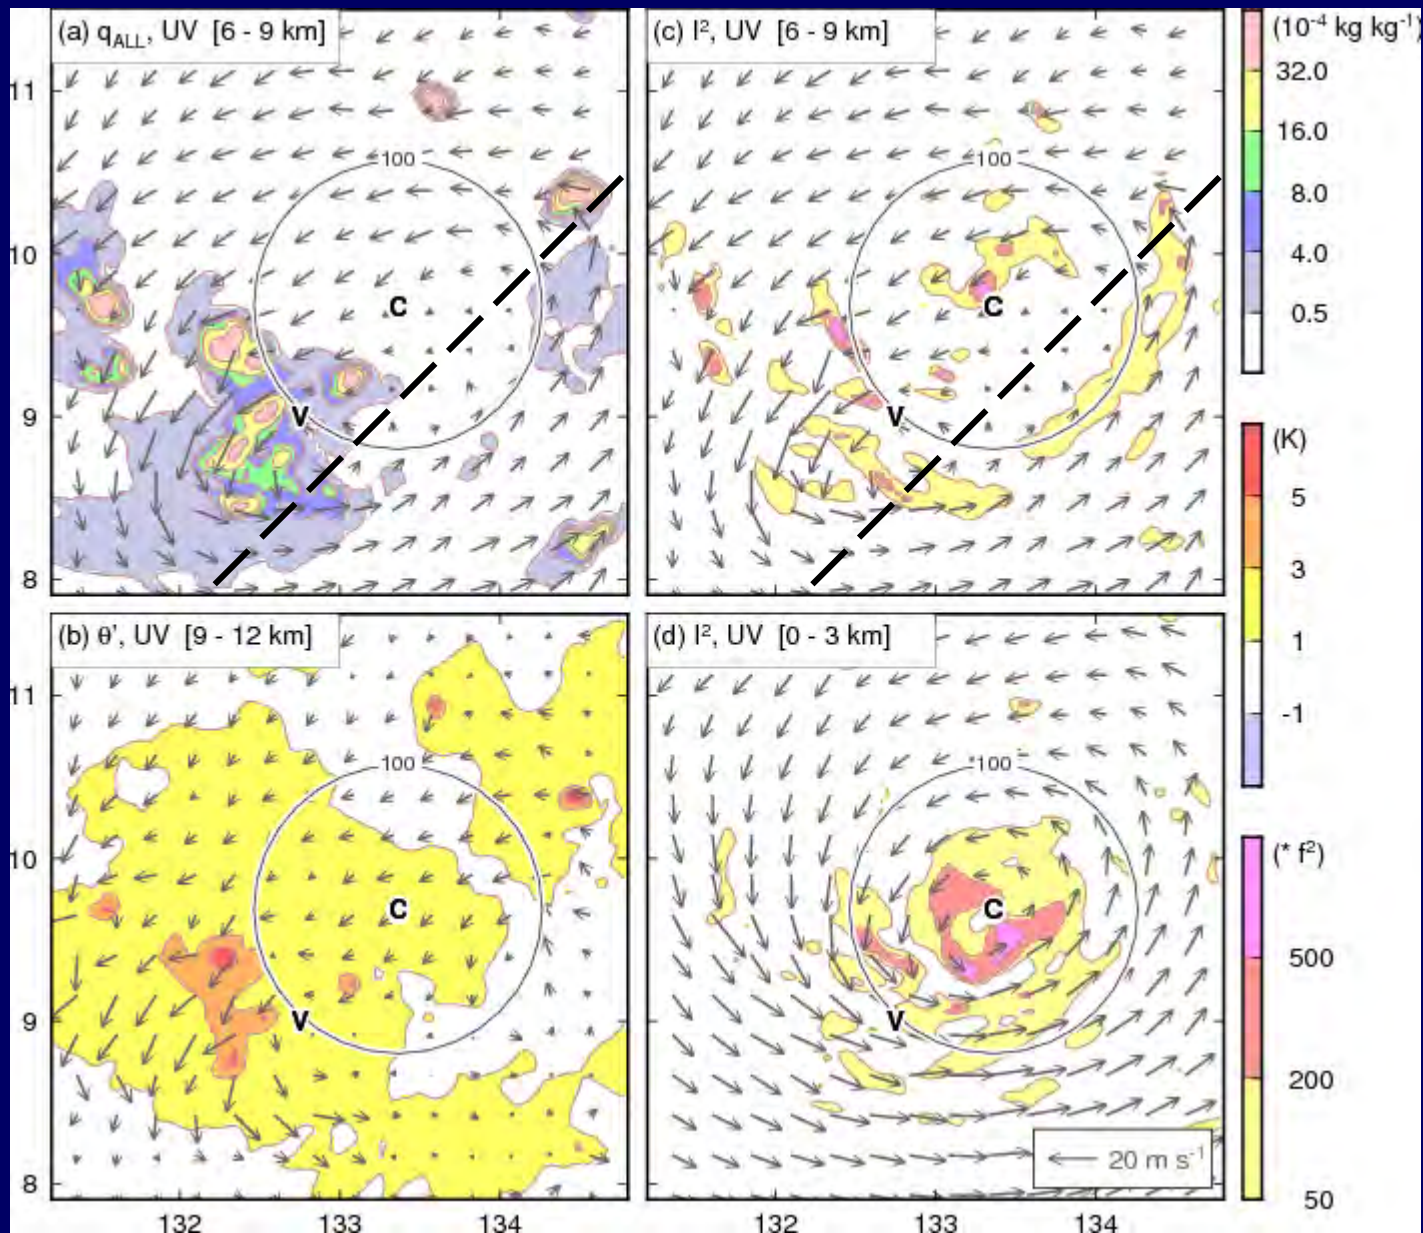 (a) q_ALL, UV [6 - 9 km]
11
10
9
8
100
C
V
(c) I², UV [6 - 9 km]
100
C
V
(10⁻⁴ kg kg⁻¹)
32.0
16.0
8.0
4.0
0.5
(K)
5
3
1
-1
(b) θ’, UV [9 - 12 km]
11
10
9
8
100
C
V
132
133
134
(d) I², UV [0 - 3 km]
100
C
V
20 m s⁻¹
132
133
134
(* f²)
500
200
50